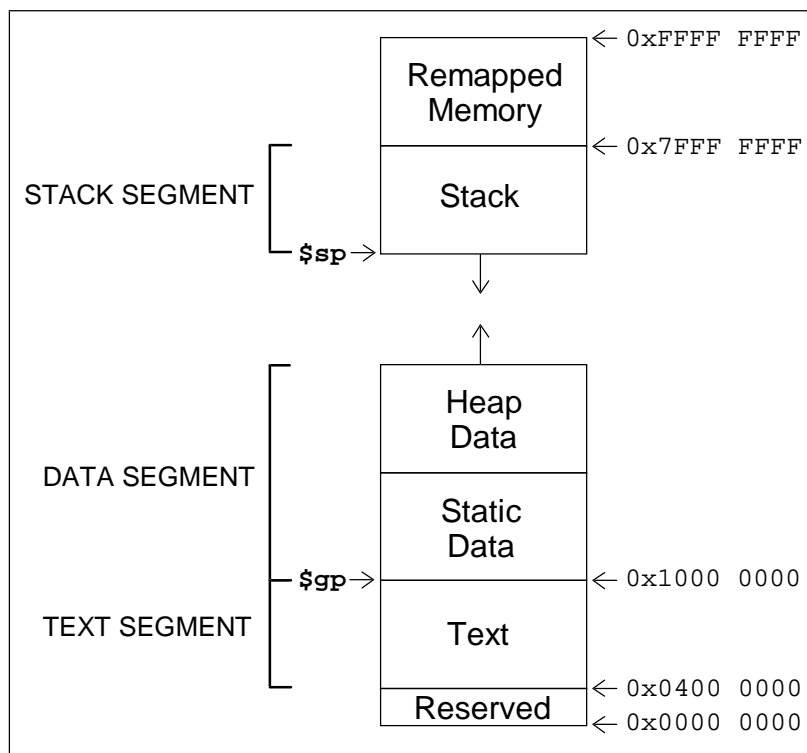 0xFFFF FFFF
Remapped
Memory
0x7FFF FFFF
STACK SEGMENT
Stack
$sp
Heap
Data
DATA SEGMENT
Static
Data
$gp
0x1000 0000
TEXT SEGMENT
Text
0x0400 0000
Reserved
0x0000 0000